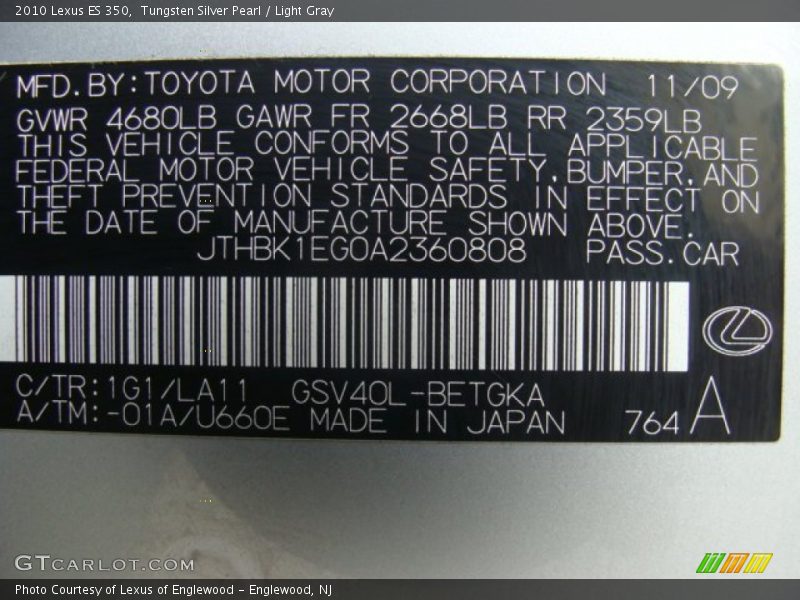 2010 Lexus ES 350,  Tungsten Silver Pearl / Light Gray
MFD. BY: TOYOTA MOTOR CORPORATION 11/09
GVWR 4680LB GAWR FR 2668LB RR 2359LB
THIS VEHICLE CONFORMS TO ALL APPLICABLE
FEDERAL MOTOR VEHICLE SAFETY, BUMPER, AND
THEFT PREVENTION STANDARDS IN EFFECT ON
THE DATE OF MANUFACTURE SHOWN ABOVE.
JTHBK1EG0A2360808 PASS. CAR
C/TR: 1G1/LA11 GSV40L-BETGKA
A/TM: -01A/U660E MADE IN JAPAN 764 A
GTCARLOT.COM
Photo Courtesy of Lexus of Englewood - Englewood, NJ